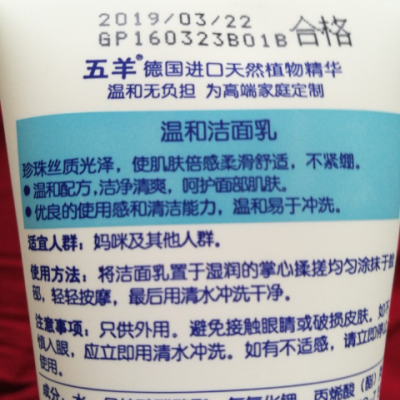 2019/03/22
GP160323B01B 合格
五羊® 德国进口天然植物精华
温和无负担 为高端家庭定制
温和洁面乳
珍珠丝质光泽，使肌肤倍感柔滑舒适，不紧绷。
●温和配方,洁净清爽，呵护面部肌肤。
●优良的使用感和清洁能力，温和易于冲洗。
适宜人群：妈咪及其他人群。
使用方法：将洁面乳置于湿润的掌心揉搓均匀涂抹于
部，轻轻按摩，最后用清水冲洗干净。
注意事项：只供外用。避免接触眼睛或破损皮肤。如不
慎入眼，应立即用清水冲洗。如有不适感，请立即停
使用。
成分：水、